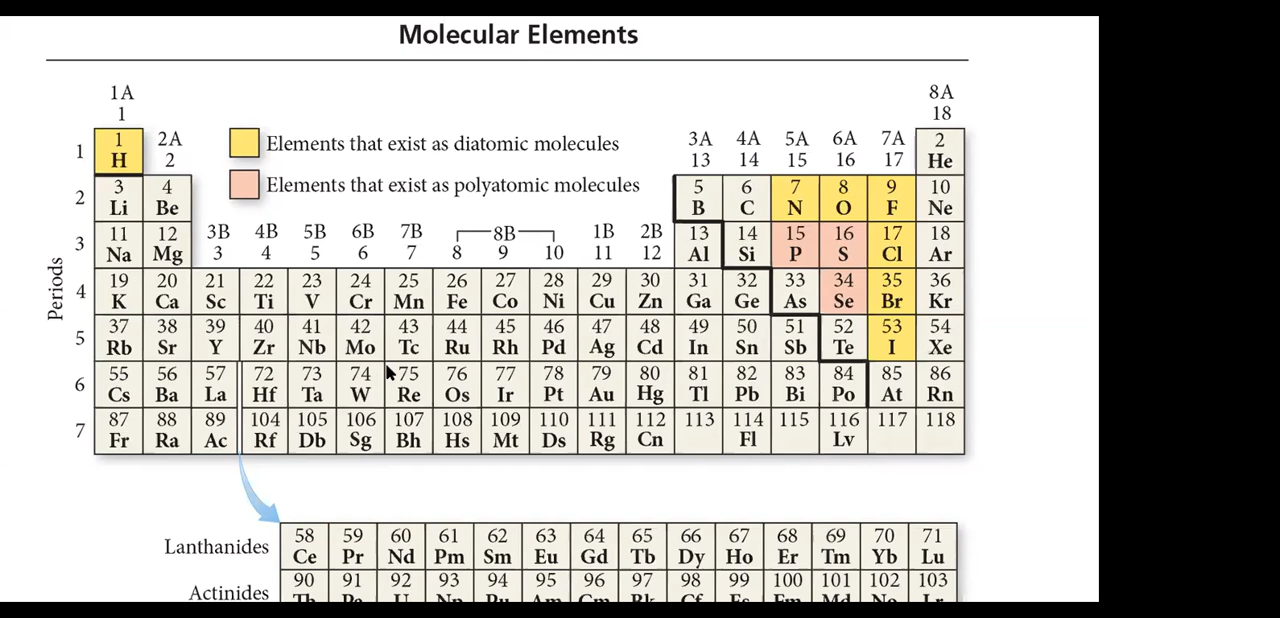 Molecular Elements
1A 8A
1 18
Elements that exist as diatomic molecules
Elements that exist as polyatomic molecules
2A 3A 4A 5A 6A 7A
2 13 14 15 16 17
3B 4B 5B 6B 7B 8B 1B 2B
3 4 5 6 7 8 9 10 11 12
Periods
1 1 2
H He
2 3 4 5 6 7 8 9 10
Li Be B C N O F Ne
3 11 12 13 14 15 16 17 18
Na Mg Al Si P S Cl Ar
4 19 20 21 22 23 24 25 26 27 28 29 30 31 32 33 34 35 36
K Ca Sc Ti V Cr Mn Fe Co Ni Cu Zn Ga Ge As Se Br Kr
5 37 38 39 40 41 42 43 44 45 46 47 48 49 50 51 52 53 54
Rb Sr Y Zr Nb Mo Tc Ru Rh Pd Ag Cd In Sn Sb Te I Xe
6 55 56 57 72 73 74 75 76 77 78 79 80 81 82 83 84 85 86
Cs Ba La Hf Ta W Re Os Ir Pt Au Hg Tl Pb Bi Po At Rn
7 87 88 89 104 105 106 107 108 109 110 111 112 113 114 115 116 117 118
Fr Ra Ac Rf Db Sg Bh Hs Mt Ds Rg Cn Fl Lv
Lanthanides 58 59 60 61 62 63 64 65 66 67 68 69 70 71
Ce Pr Nd Pm Sm Eu Gd Tb Dy Ho Er Tm Yb Lu
Actinides 90 91 92 93 94 95 96 97 98 99 100 101 102 103